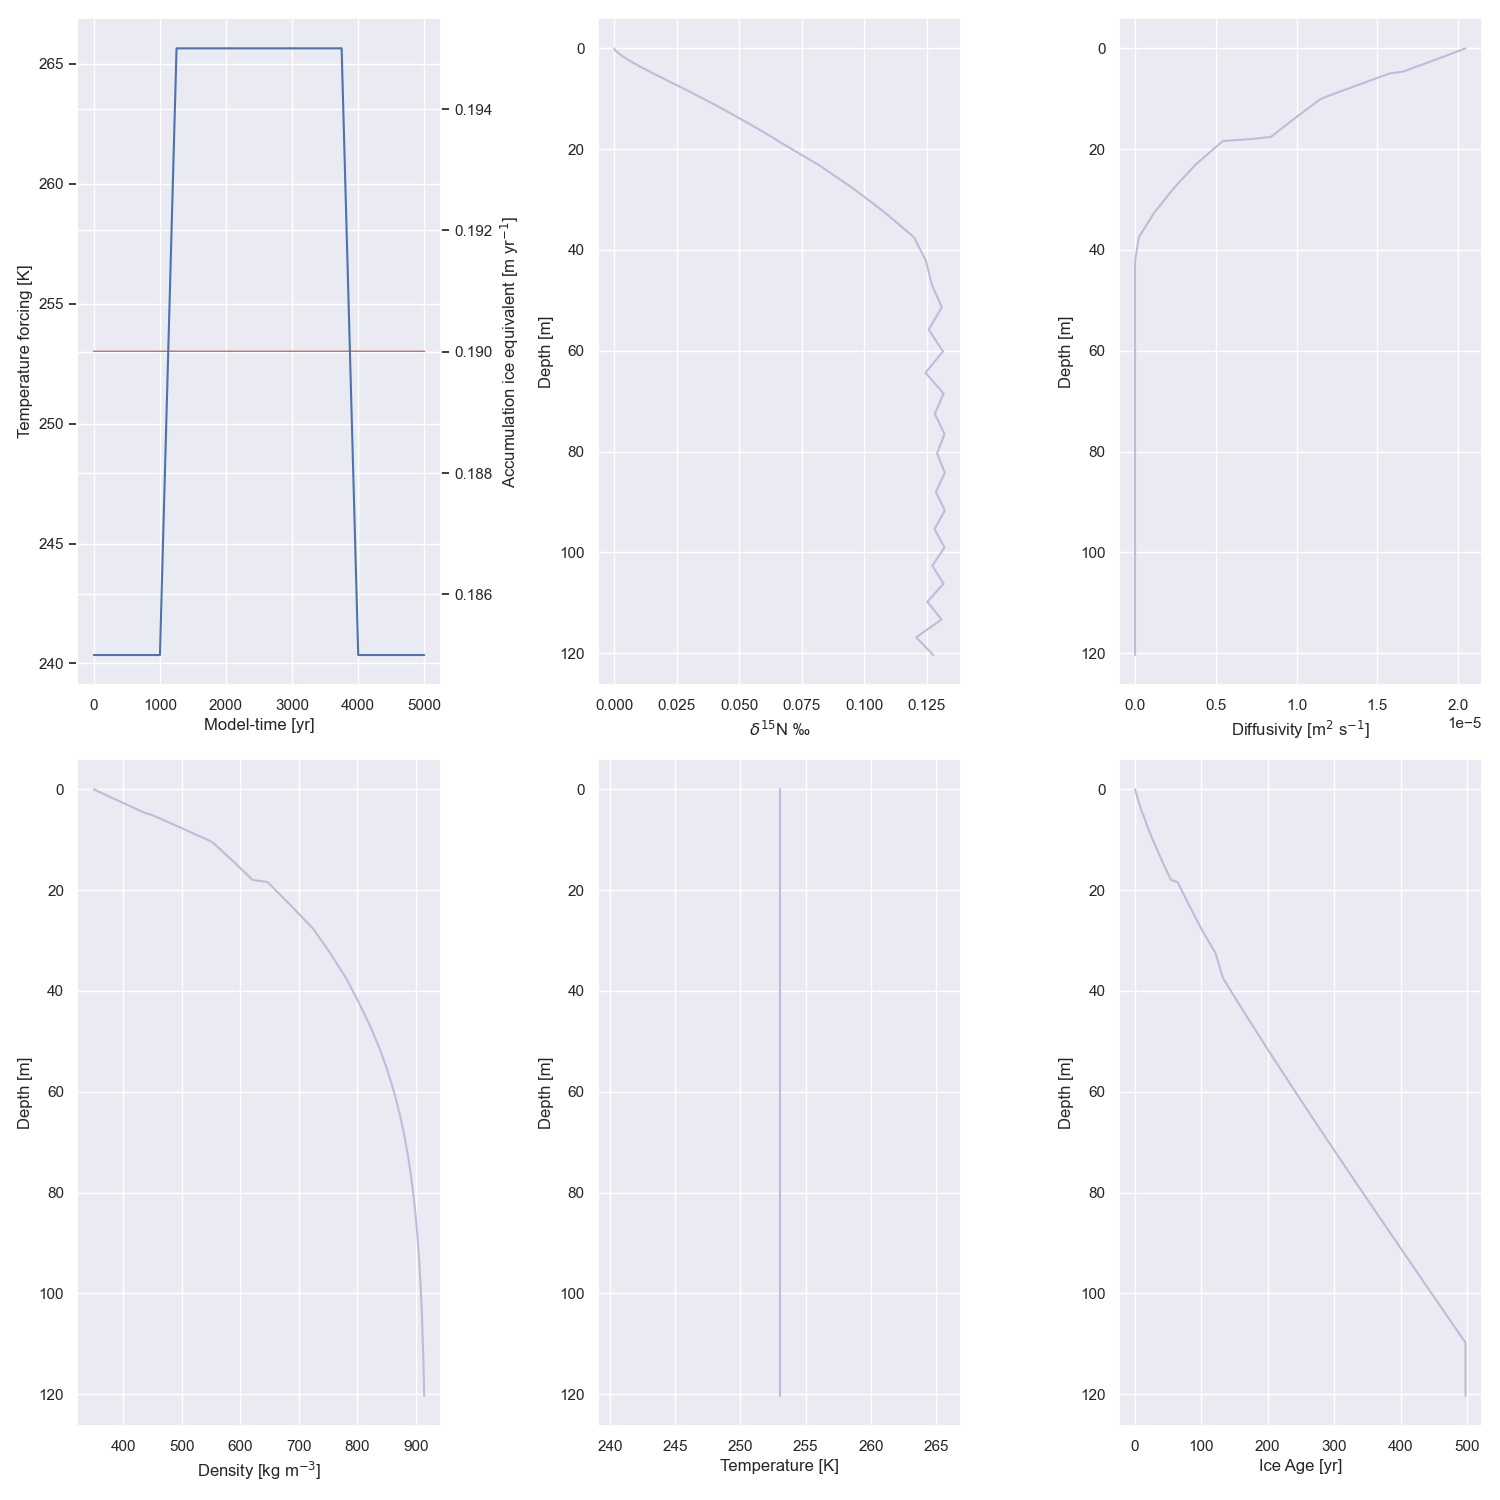 265
260
255
250
245
240
Temperature forcing [K]
0.194
0.192
0.190
0.188
0.186
Accumulation ice equivalent [m yr⁻¹]
0 1000 2000 3000 4000 5000
Model-time [yr]
0
20
40
60
80
100
120
Depth [m]
0.000 0.025 0.050 0.075 0.100 0.125
δ¹⁵N ‰
0
20
40
60
80
100
120
Depth [m]
0.0 0.5 1.0 1.5 2.0
1e−5
Diffusivity [m² s⁻¹]
0
20
40
60
80
100
120
Depth [m]
400 500 600 700 800 900
Density [kg m⁻³]
0
20
40
60
80
100
120
Depth [m]
240 245 250 255 260 265
Temperature [K]
0
20
40
60
80
100
120
Depth [m]
0 100 200 300 400 500
Ice Age [yr]